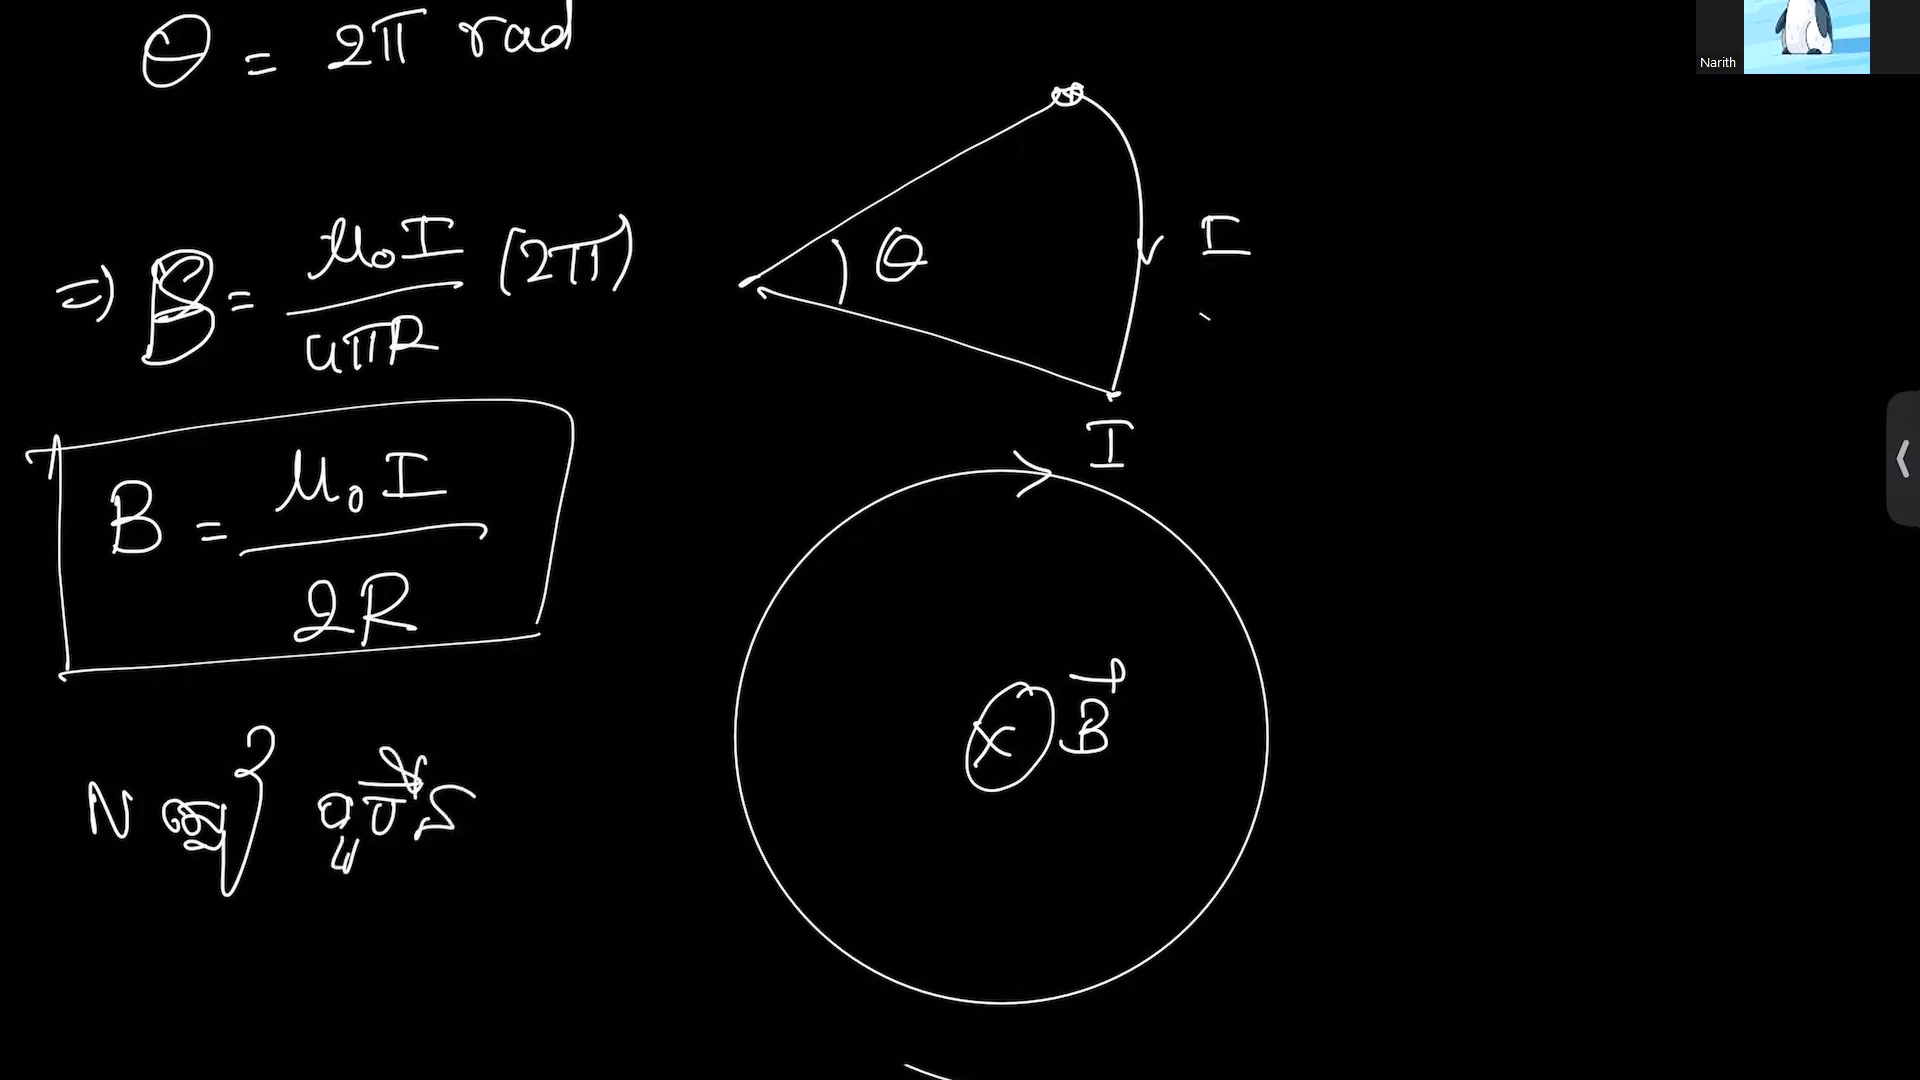 θ = 2π rad
⇒ B = μ₀I / 4πR (2π)
θ
I
B = μ₀I / 2R
I
B⃗
N
Narith